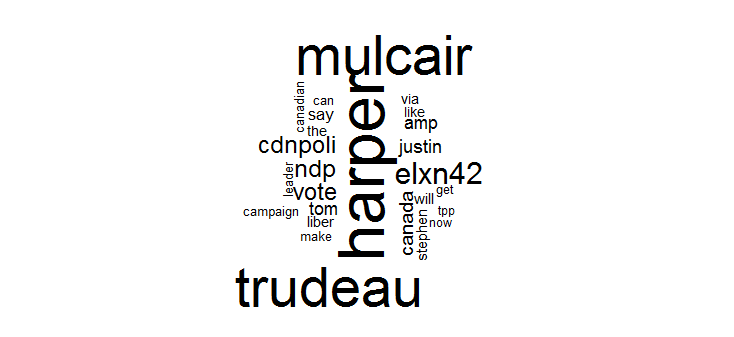 mulcair
harper
canadian
can
say
the
cdnpoli
ndp
leader
vote
campaign
tom
liber
make
via
like
amp
justin
elxn42
get
will
canada
stephen
tpp
now
trudeau